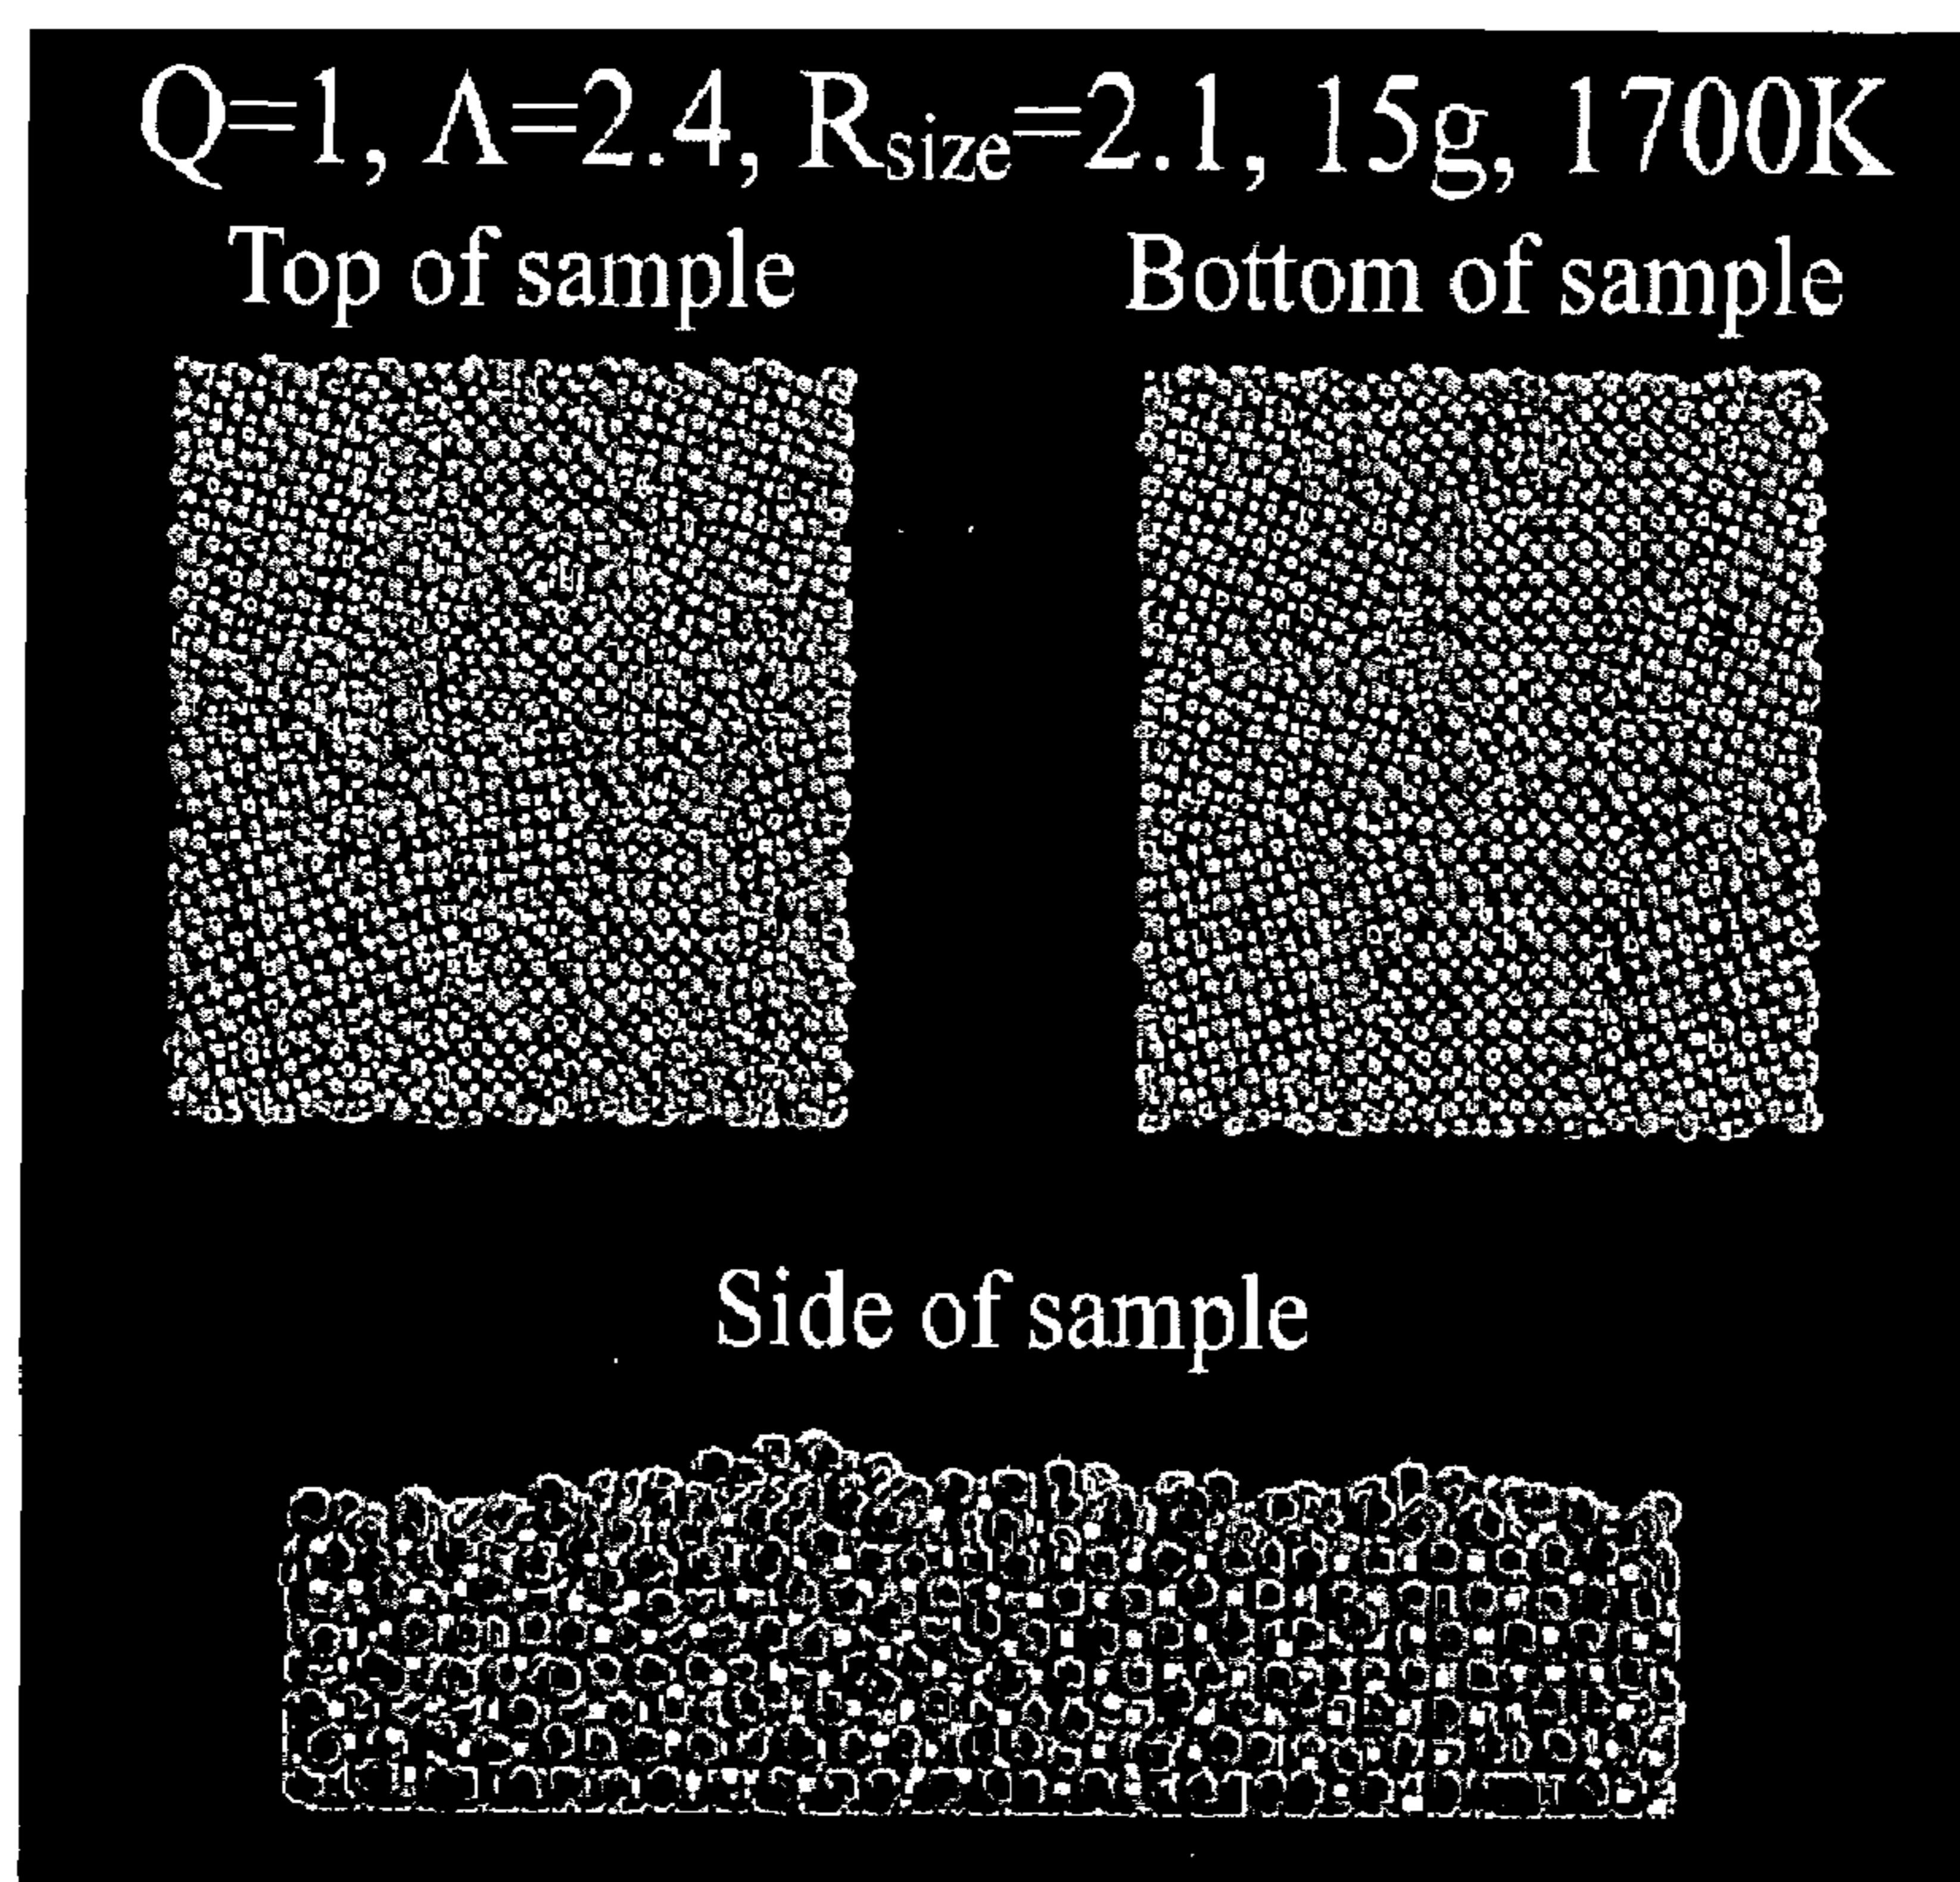 Q=1, Λ=2.4, Rsize=2.1, 15g, 1700K
Top of sample
Bottom of sample
Side of sample